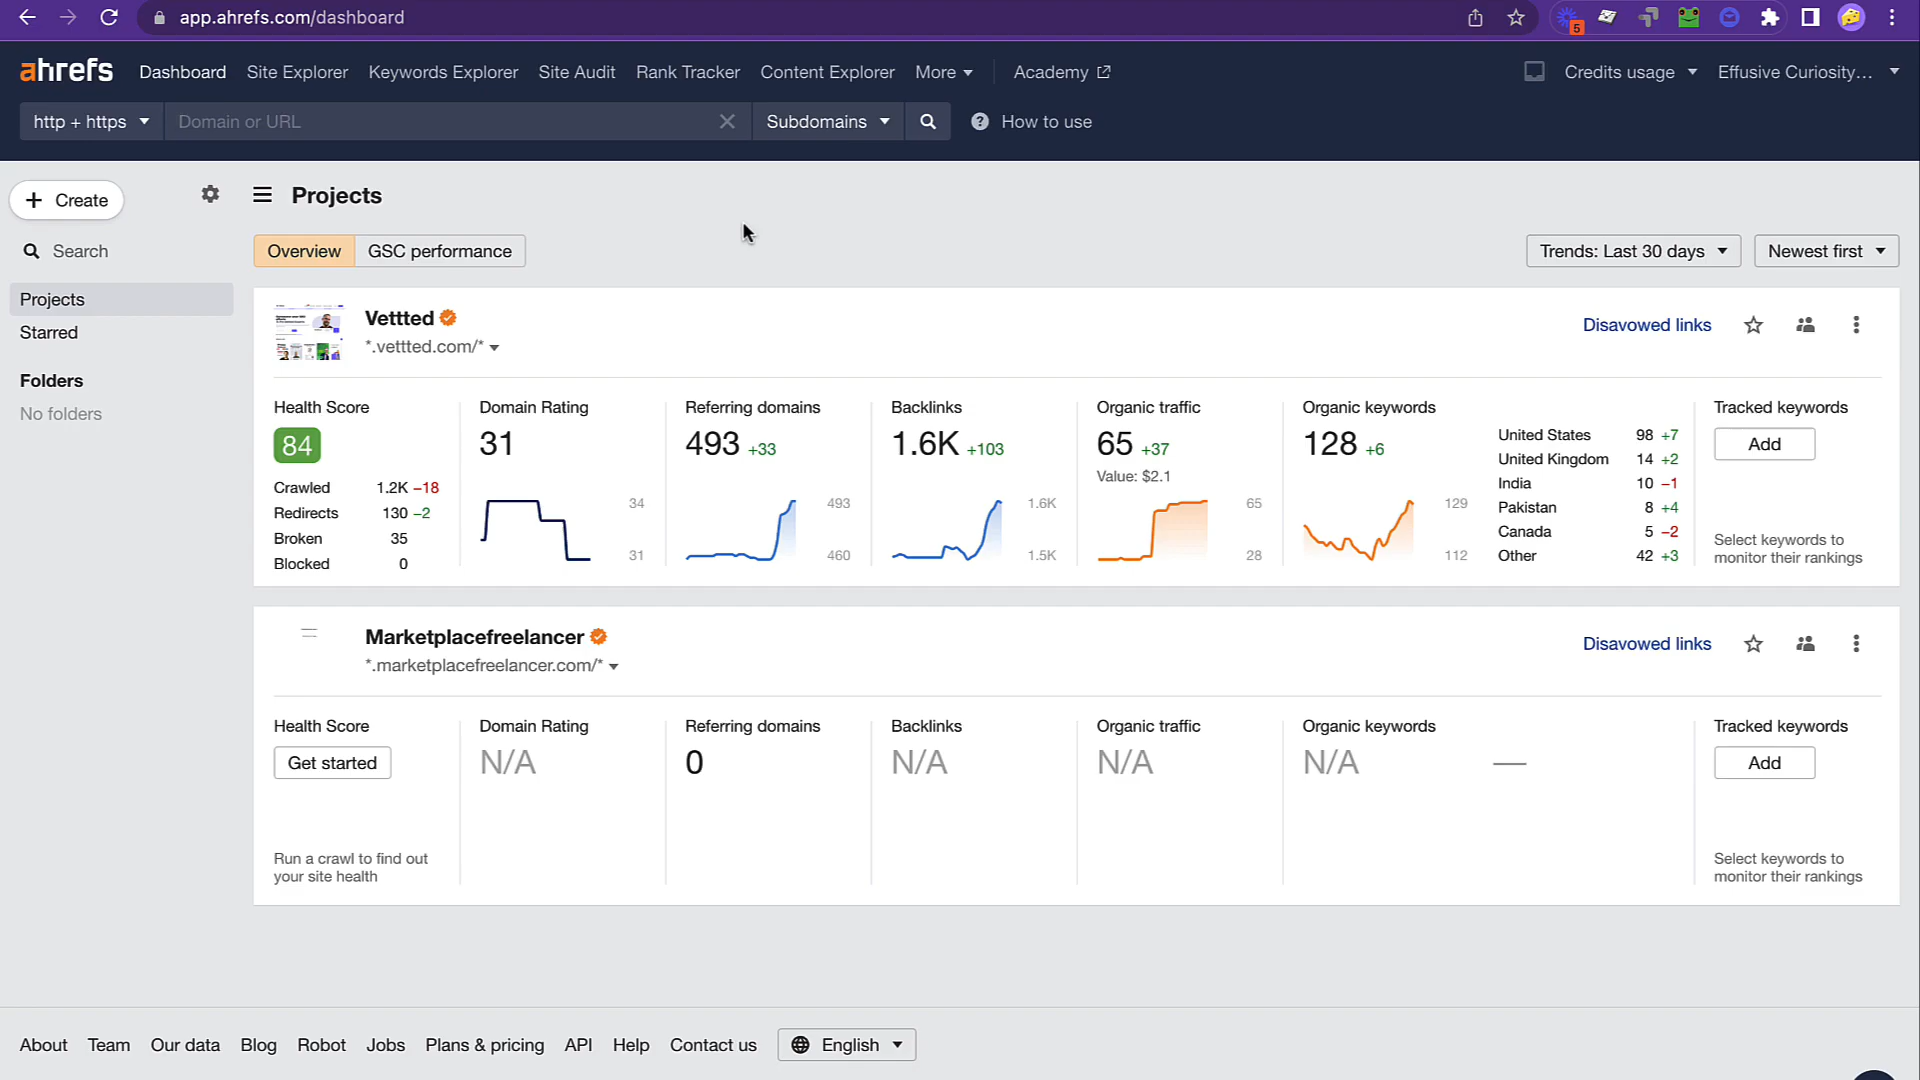 app.ahrefs.com/dashboard
5
ahrefs
Dashboard
Site Explorer
Keywords Explorer
Site Audit
Rank Tracker
Content Explorer
More
Academy
Credits usage
Effusive Curiosity…
http + https
Domain or URL
Subdomains
How to use
Create
Search
Projects
Starred
Folders
No folders
Projects
Overview
GSC performance
Trends: Last 30 days
Newest first
Vettted
*.vettted.com/*
Disavowed links
Health Score
84
Crawled 1.2K −18
Redirects 130 −2
Broken 35
Blocked 0
Domain Rating
31
34
31
Referring domains
493 +33
493
460
Backlinks
1.6K +103
1.6K
1.5K
Organic traffic
65 +37
Value: $2.1
65
28
Organic keywords
128 +6
129
112
United States 98 +7
United Kingdom 14 +2
India 10 −1
Pakistan 8 +4
Canada 5 −2
Other 42 +3
Tracked keywords
Add
Select keywords to
monitor their rankings
Marketplacefreelancer
*.marketplacefreelancer.com/*
Disavowed links
Health Score
Get started
Run a crawl to find out
your site health
Domain Rating
N/A
Referring domains
0
Backlinks
N/A
Organic traffic
N/A
Organic keywords
N/A
—
Tracked keywords
Add
Select keywords to
monitor their rankings
About
Team
Our data
Blog
Robot
Jobs
Plans & pricing
API
Help
Contact us
English